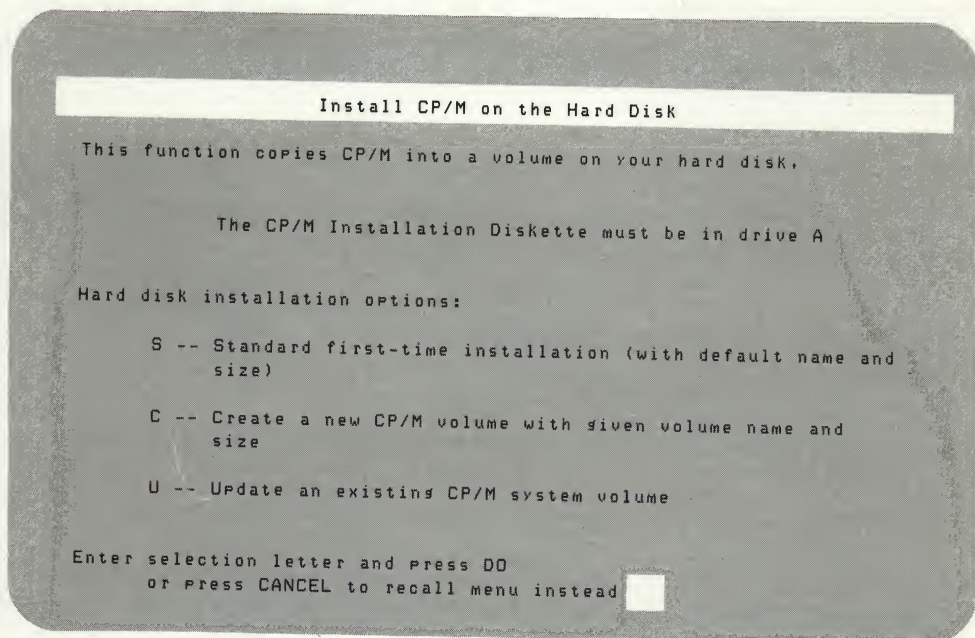 Install CP/M on the Hard Disk
This function copies CP/M into a volume on your hard disk.
The CP/M Installation Diskette must be in drive A
Hard disk installation options:
S -- Standard first-time installation (with default name and
size)
C -- Create a new CP/M volume with given volume name and
size
U -- Update an existing CP/M system volume
Enter selection letter and press DO
or press CANCEL to recall menu instead